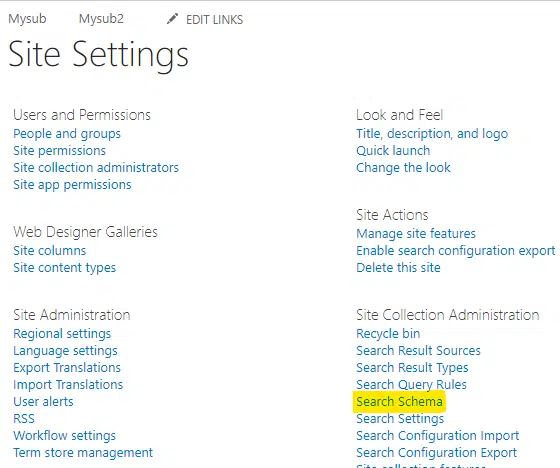 Mysub Mysub2 EDIT LINKS
Site Settings
Users and Permissions
People and groups
Site permissions
Site collection administrators
Site app permissions
Web Designer Galleries
Site columns
Site content types
Site Administration
Regional settings
Language settings
Export Translations
Import Translations
User alerts
RSS
Workflow settings
Term store management
Look and Feel
Title, description, and logo
Quick launch
Change the look
Site Actions
Manage site features
Enable search configuration export
Delete this site
Site Collection Administration
Recycle bin
Search Result Sources
Search Result Types
Search Query Rules
Search Schema
Search Settings
Search Configuration Import
Search Configuration Export
Site collection features